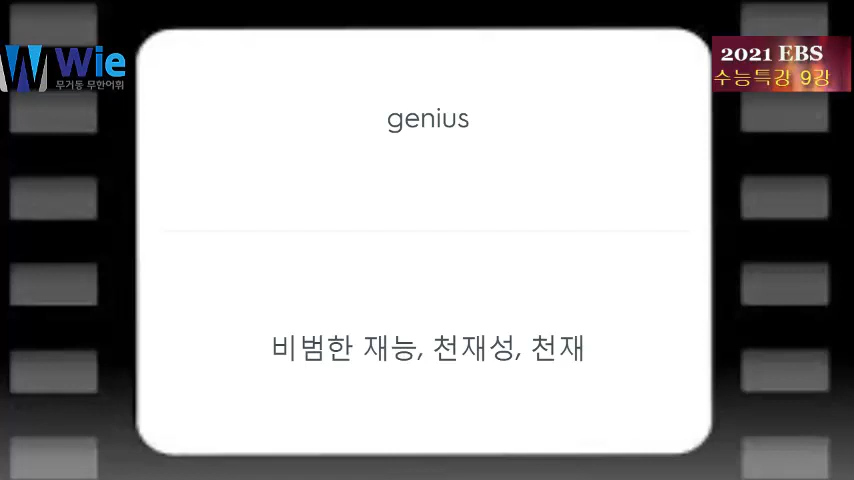 Wie
무거동 무한어휘
2021 EBS
수능특강 9강
genius
비범한 재능, 천재성, 천재